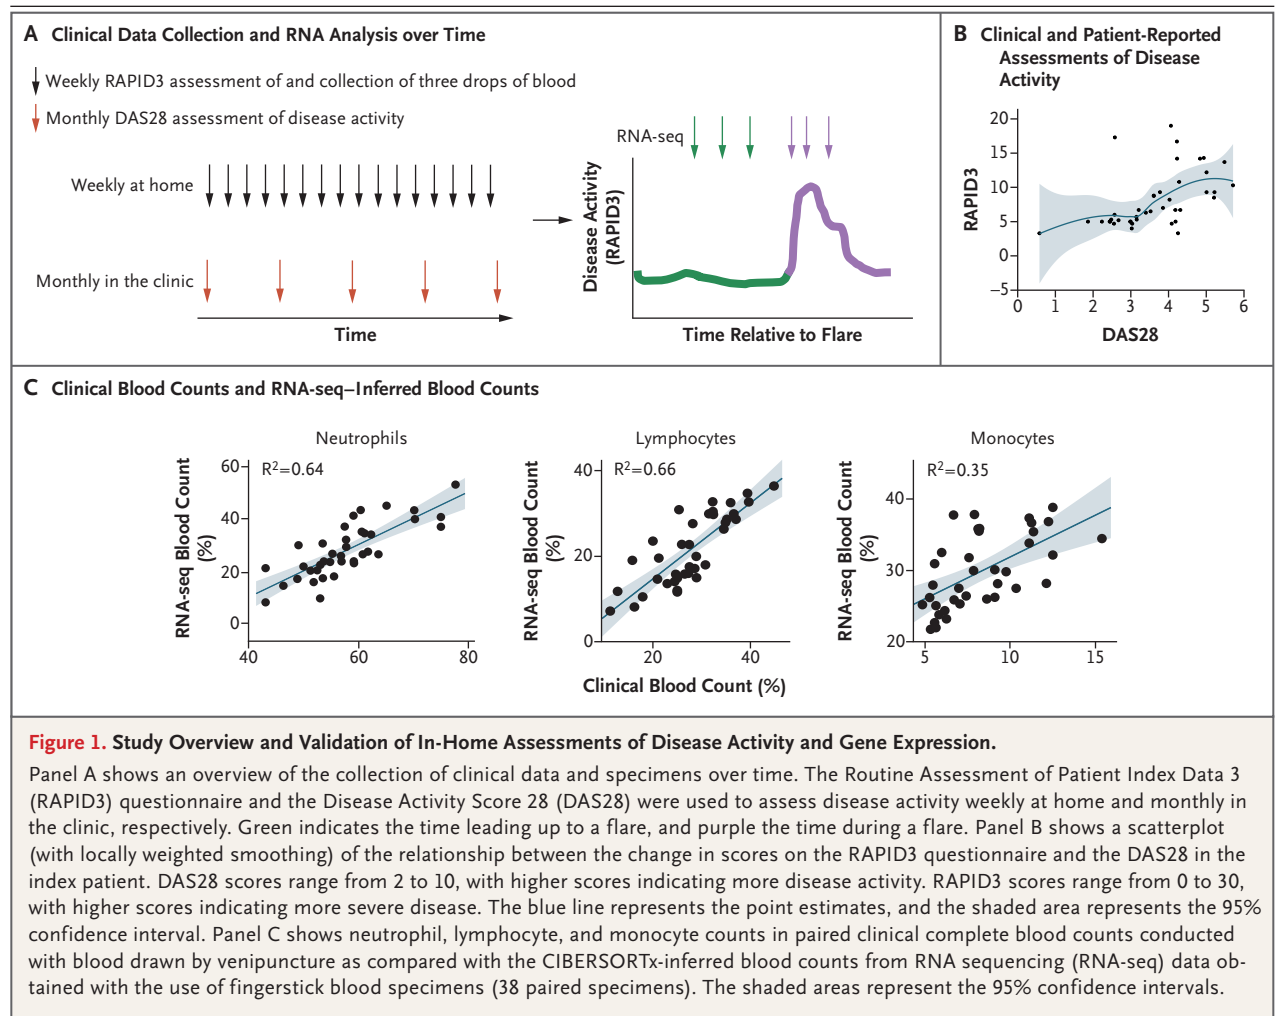 A Clinical Data Collection and RNA Analysis over Time
Weekly RAPID3 assessment of and collection of three drops of blood
Monthly DAS28 assessment of disease activity
Weekly at home
Monthly in the clinic
Time
RNA-seq
Disease Activity
(RAPID3)
Time Relative to Flare
B Clinical and Patient-Reported
Assessments of Disease
Activity
RAPID3
20
15
10
5
0
−5
0 1 2 3 4 5 6
DAS28
C Clinical Blood Counts and RNA-seq–Inferred Blood Counts
Neutrophils
R²=0.64
RNA-seq Blood Count
(%)
60
40
20
0
40 60 80
Lymphocytes
R²=0.66
RNA-seq Blood Count
(%)
40
20
0
20 40
Monocytes
R²=0.35
RNA-seq Blood Count
(%)
40
30
20
5 10 15
Clinical Blood Count (%)
Figure 1. Study Overview and Validation of In-Home Assessments of Disease Activity and Gene Expression.
Panel A shows an overview of the collection of clinical data and specimens over time. The Routine Assessment of Patient Index Data 3
(RAPID3) questionnaire and the Disease Activity Score 28 (DAS28) were used to assess disease activity weekly at home and monthly in
the clinic, respectively. Green indicates the time leading up to a flare, and purple the time during a flare. Panel B shows a scatterplot
(with locally weighted smoothing) of the relationship between the change in scores on the RAPID3 questionnaire and the DAS28 in the
index patient. DAS28 scores range from 2 to 10, with higher scores indicating more disease activity. RAPID3 scores range from 0 to 30,
with higher scores indicating more severe disease. The blue line represents the point estimates, and the shaded area represents the 95%
confidence interval. Panel C shows neutrophil, lymphocyte, and monocyte counts in paired clinical complete blood counts conducted
with blood drawn by venipuncture as compared with the CIBERSORTx-inferred blood counts from RNA sequencing (RNA-seq) data ob-
tained with the use of fingerstick blood specimens (38 paired specimens). The shaded areas represent the 95% confidence intervals.